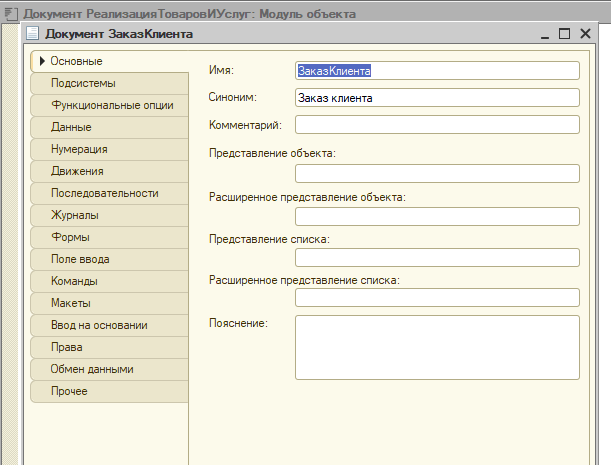 Документ РеализацияТоваровИУслуг: Модуль объекта
Документ ЗаказКлиента
Основные
Подсистемы
Функциональные опции
Данные
Нумерация
Движения
Последовательности
Журналы
Формы
Поле ввода
Команды
Макеты
Ввод на основании
Права
Обмен данными
Прочее
Имя: ЗаказКлиента
Синоним: Заказ клиента
Комментарий:
Представление объекта:
Расширенное представление объекта:
Представление списка:
Расширенное представление списка:
Пояснение: